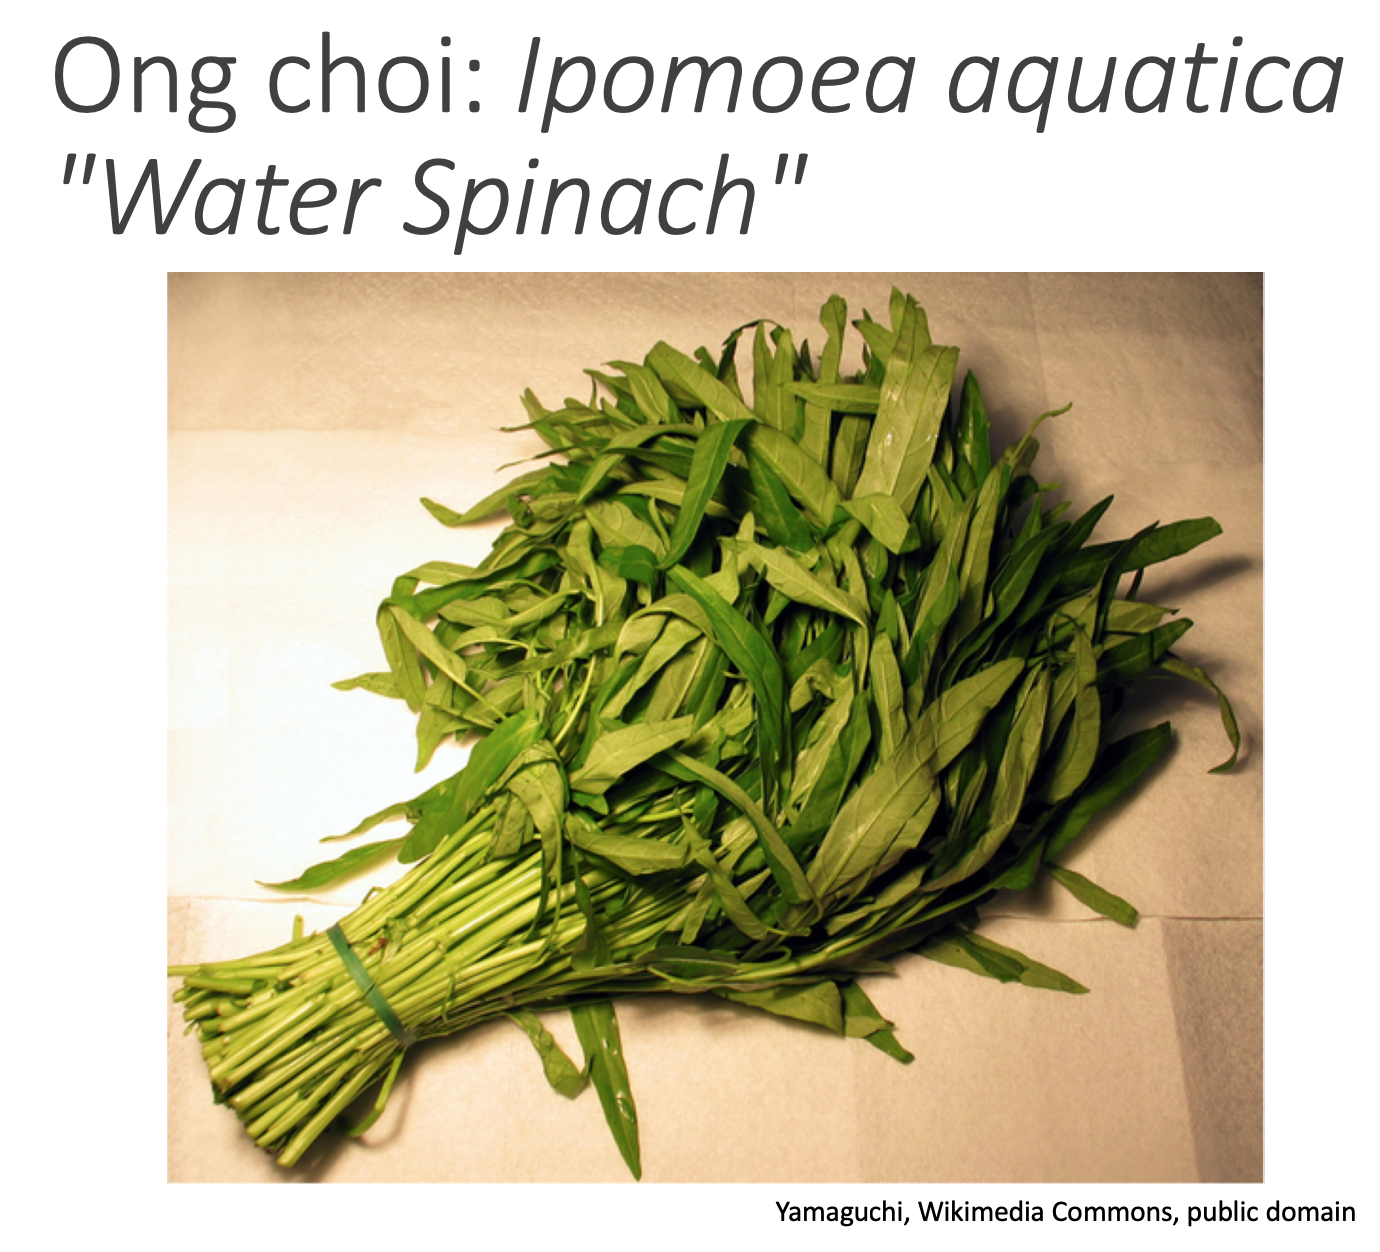 Ong choi: Ipomoea aquatica
"Water Spinach"
Yamaguchi, Wikimedia Commons, public domain